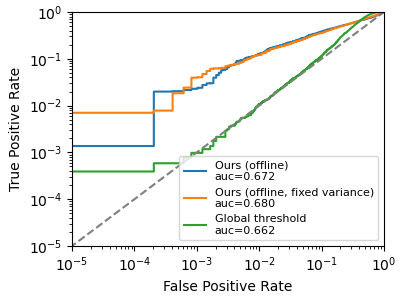 10⁰
10⁻¹
10⁻²
10⁻³
10⁻⁴
10⁻⁵
True Positive Rate
Ours (offline)
auc=0.672
Ours (offline, fixed variance)
auc=0.680
Global threshold
auc=0.662
10⁻⁵ 10⁻⁴ 10⁻³ 10⁻² 10⁻¹ 10⁰
False Positive Rate